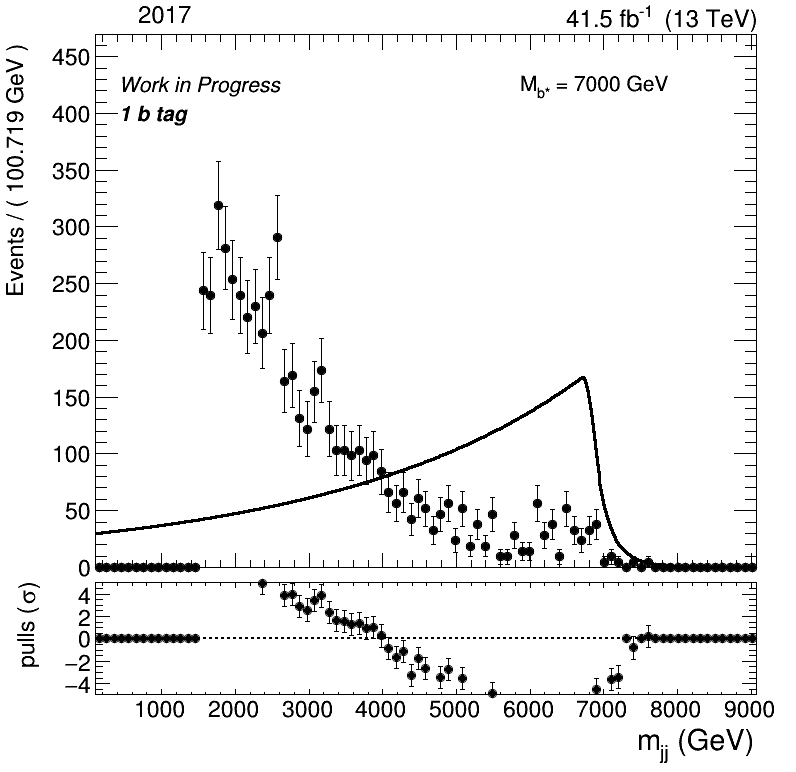 2017 41.5 fb⁻¹ (13 TeV)
Work in Progress
1 b tag
M_b* = 7000 GeV
Events / ( 100.719 GeV )
450
400
350
300
250
200
150
100
50
0
pulls (σ)
4
2
0
−2
−4
1000 2000 3000 4000 5000 6000 7000 8000 9000
m_jj (GeV)